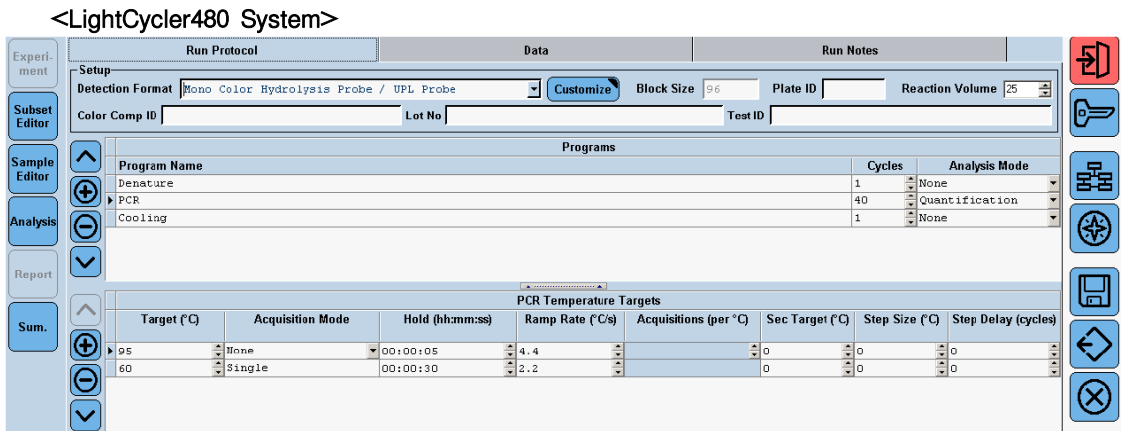 <LightCycler480 System>
Experi-
ment
Subset
Editor
Sample
Editor
Analysis
Report
Sum.
Run Protocol Data Run Notes
Setup
Detection Format Mono Color Hydrolysis Probe / UPL Probe Customize Block Size 96 Plate ID Reaction Volume 25
Color Comp ID Lot No Test ID
Programs
Program Name Cycles Analysis Mode
Denature 1 None
PCR 40 Quantification
Cooling 1 None
PCR Temperature Targets
Target (°C) Acquisition Mode Hold (hh:mm:ss) Ramp Rate (°C/s) Acquisitions (per °C) Sec Target (°C) Step Size (°C) Step Delay (cycles)
95 None 00:00:05 4.4 0 0 0
60 Single 00:00:30 2.2 0 0 0